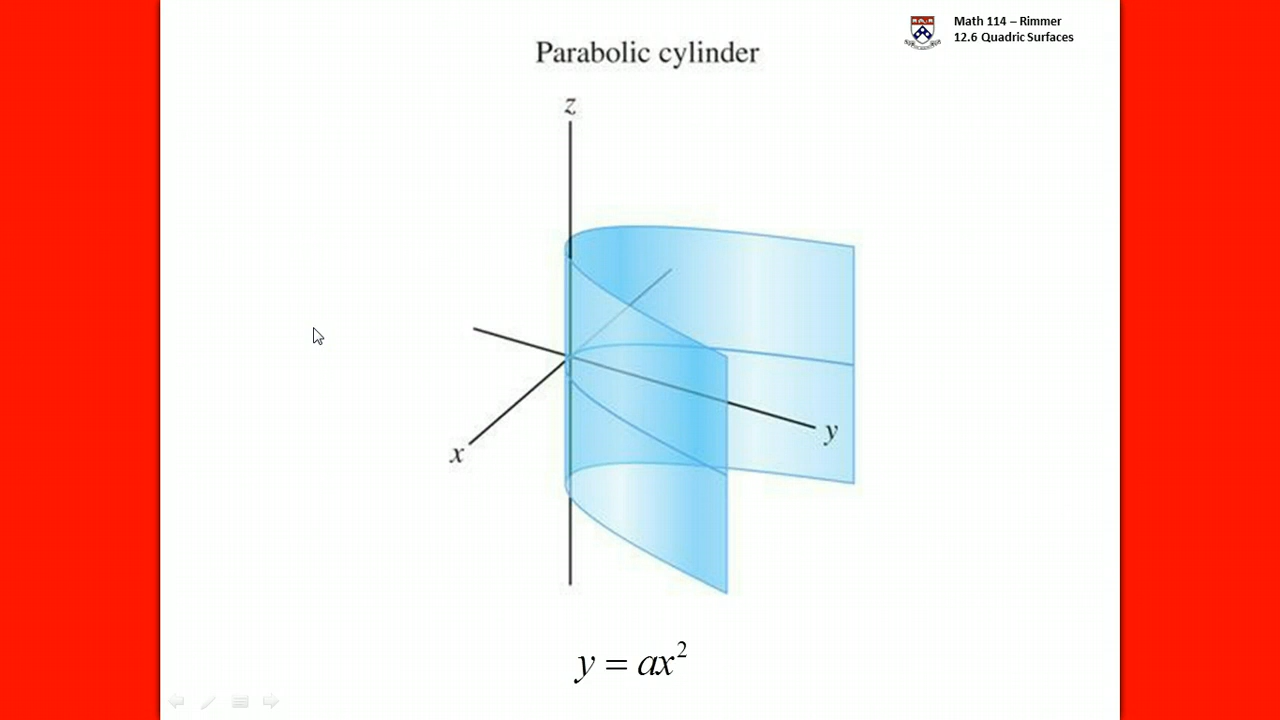 Math 114 – Rimmer
12.6 Quadric Surfaces
Parabolic cylinder
z
y
x
y = ax²